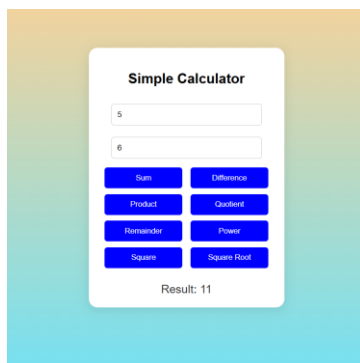 Simple Calculator
5
6
Sum Difference
Product Quotient
Remainder Power
Square Square Root
Result: 11